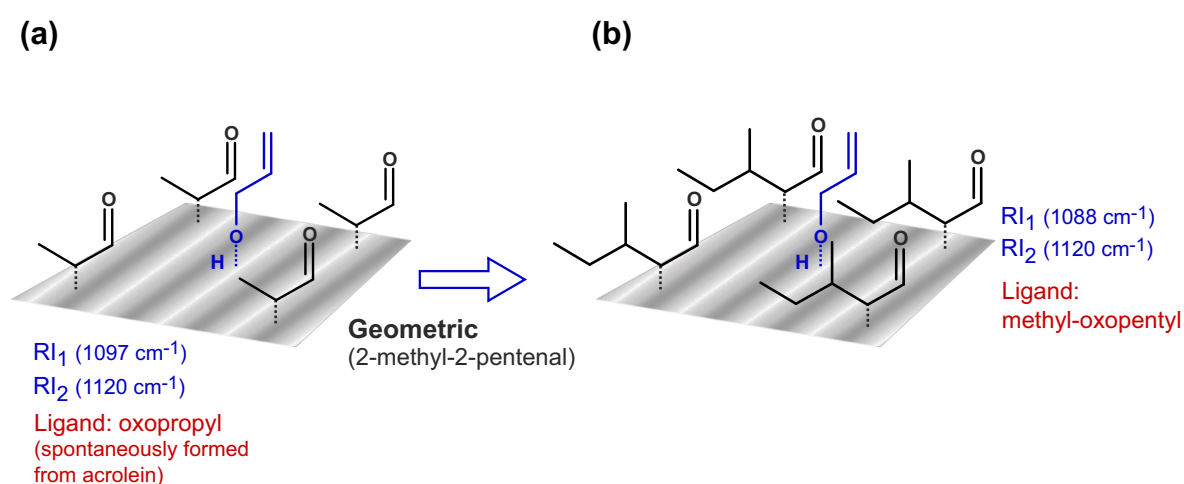 (a)
(b)
O
O
O
O
O
H
RI1 (1097 cm-1)
RI2 (1120 cm-1)
Ligand: oxopropyl
(spontaneously formed
from acrolein)
Geometric
(2-methyl-2-pentenal)
O
O
O
O
O
H
RI1 (1088 cm-1)
RI2 (1120 cm-1)
Ligand:
methyl-oxopentyl